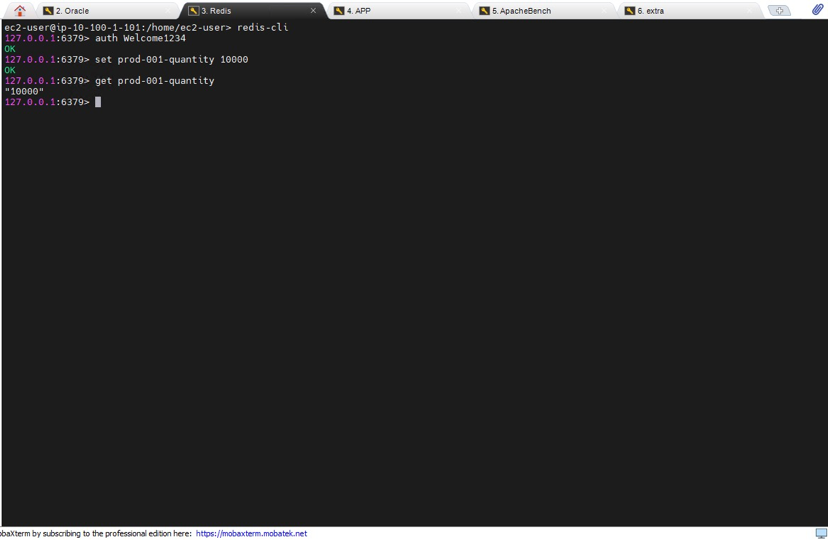 2. Oracle
3. Redis
4. APP
5. ApacheBench
6. extra
ec2-user@ip-10-100-1-101:/home/ec2-user> redis-cli
127.0.0.1:6379> auth Welcome1234
OK
127.0.0.1:6379> set prod-001-quantity 10000
OK
127.0.0.1:6379> get prod-001-quantity
"10000"
127.0.0.1:6379>
obaXterm by subscribing to the professional edition here: https://mobaxterm.mobatek.net